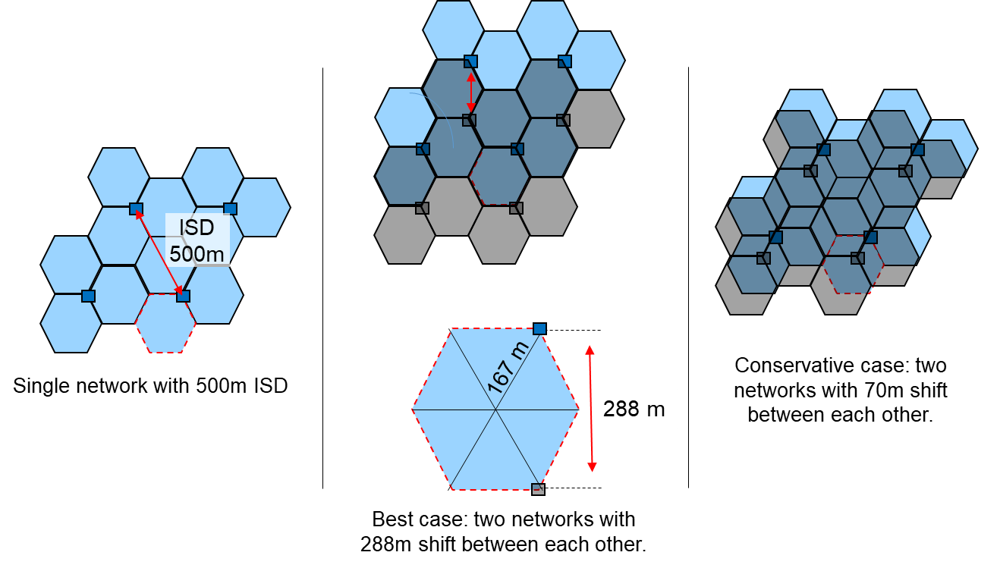 ISD
500m
Single network with 500m ISD
167 m
288 m
Best case: two networks with
288m shift between each other.
Conservative case: two
networks with 70m shift
between each other.